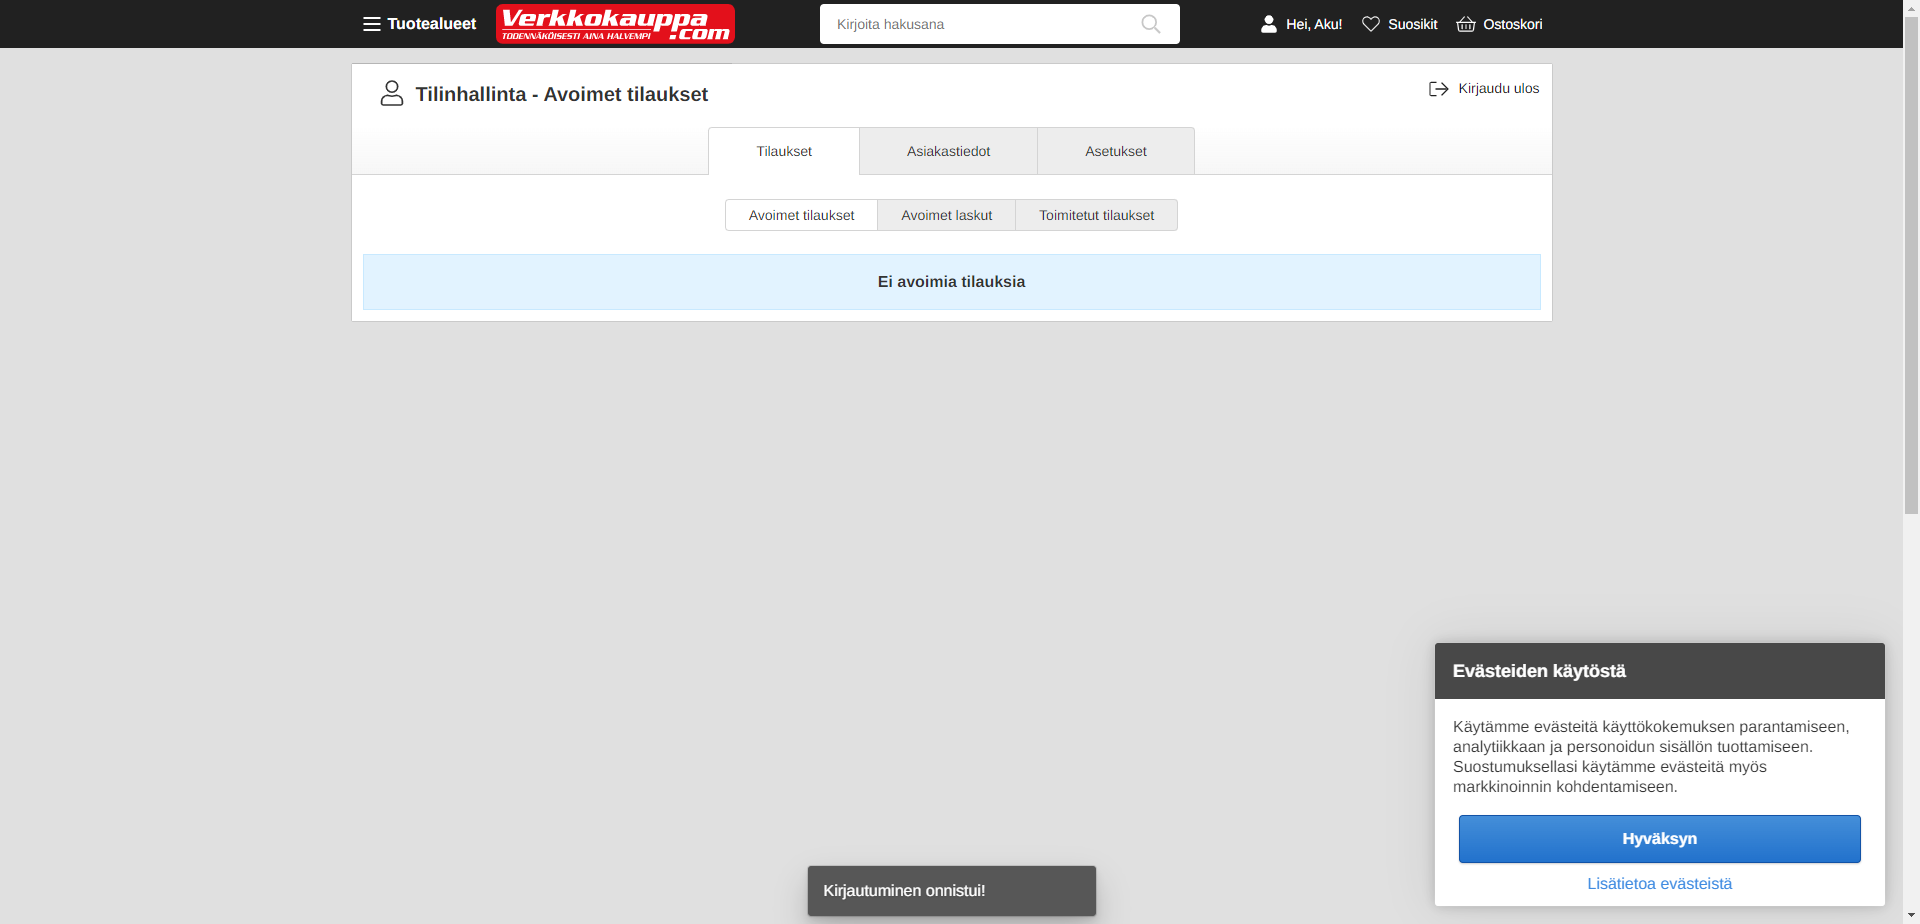 Tuotealueet
Verkkokauppa.com
TODENNÄKÖISESTI AINA HALVEMPI
Kirjoita hakusana
Hei, Aku!
Suosikit
Ostoskori
Tilinhallinta - Avoimet tilaukset
Kirjaudu ulos
Tilaukset
Asiakastiedot
Asetukset
Avoimet tilaukset
Avoimet laskut
Toimitetut tilaukset
Ei avoimia tilauksia
Evästeiden käytöstä
Käytämme evästeitä käyttökokemuksen parantamiseen,
analytiikkaan ja personoidun sisällön tuottamiseen.
Suostumuksellasi käytämme evästeitä myös
markkinoinnin kohdentamiseen.
Hyväksyn
Lisätietoa evästeistä
Kirjautuminen onnistui!